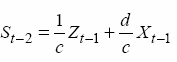 S_{t-2} = \frac{1}{c} Z_{t-1} + \frac{d}{c} X_{t-1}